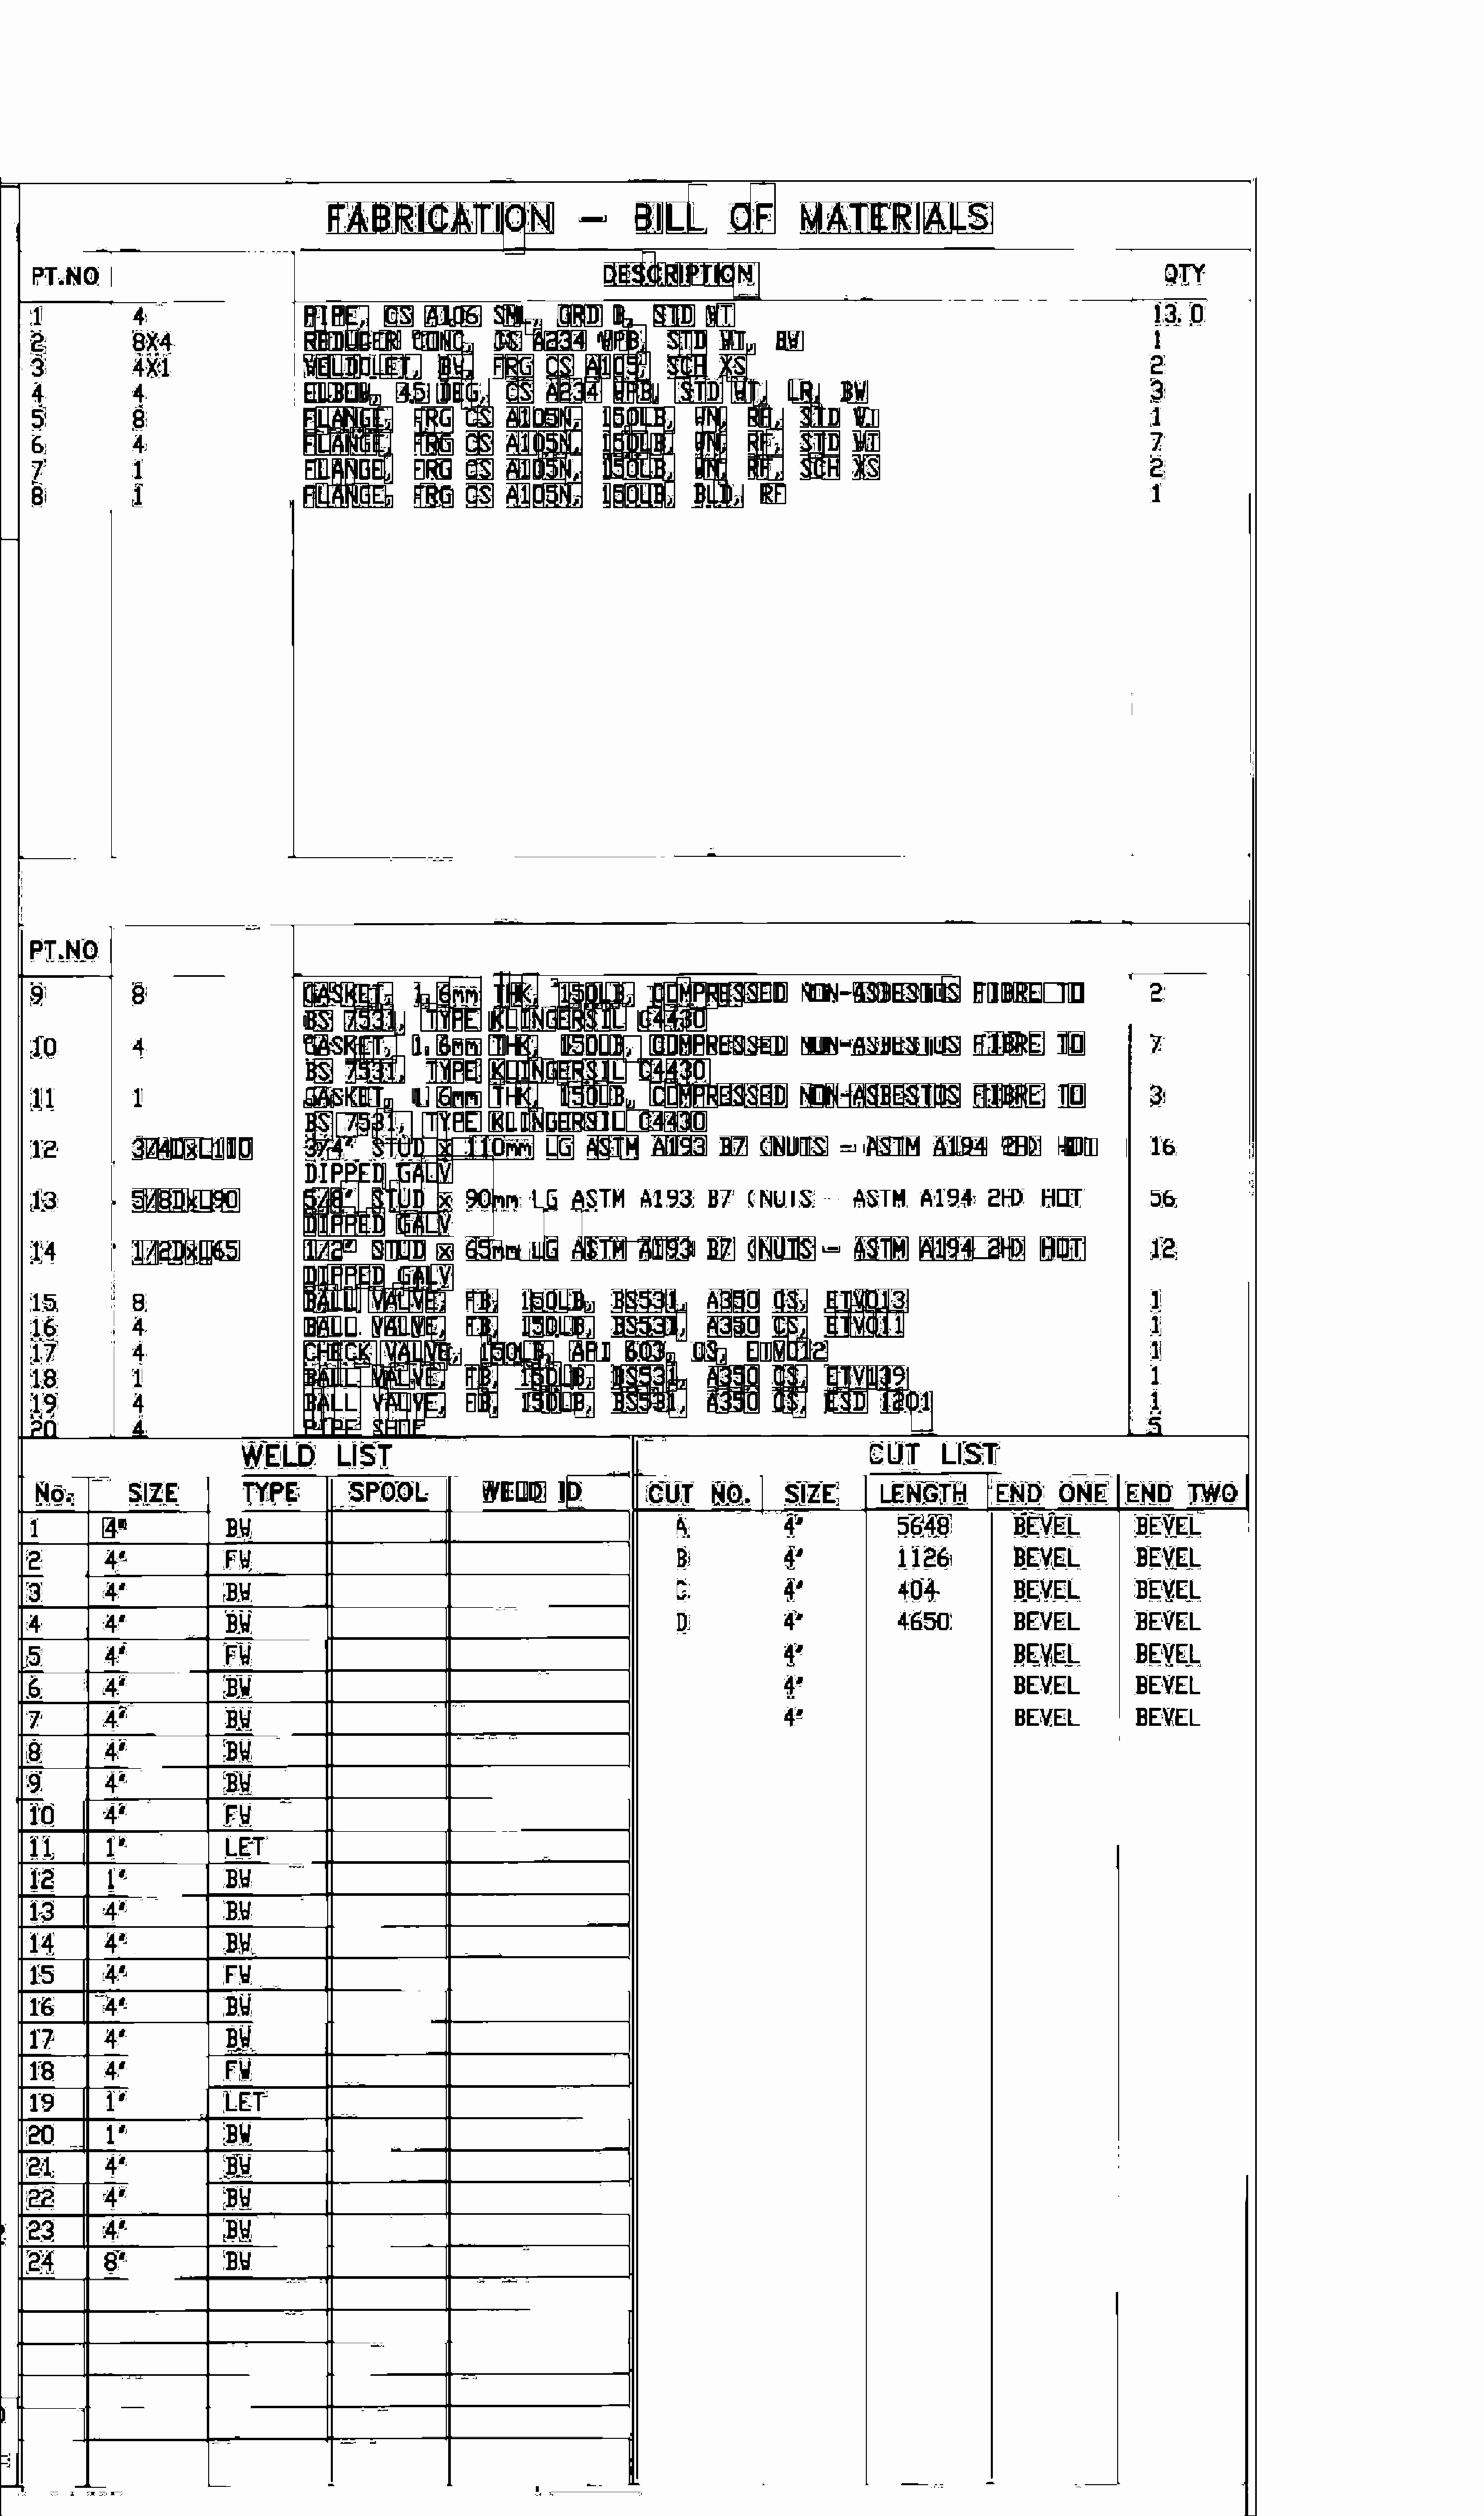 FABRICATION – BILL OF MATERIALS
PT.NO DESCRIPTION QTY
1 4 PIPE, CS A106 SML, GRD B, STD WT 13.0
2 8X4 REDUCER CONC, CS A234 WPB, STD WT, BW 1
3 4X1 WELDOLET, BW, FRG CS A105, SCH XS 2
4 4 ELBOW, 45 DEG, CS A234 WPB, STD WT, LR, BW 3
5 8 FLANGE, FRG CS A105N, 150LB, WN, RF, STD WT 1
6 4 FLANGE, FRG CS A105N, 150LB, WN, RF, STD WT 7
7 1 FLANGE, FRG CS A105N, 150LB, WN, RF, SCH XS 2
8 1 FLANGE, FRG CS A105N, 150LB, BLD, RF 1
PT.NO
9 8 GASKET, 1.6mm THK, 150LB, COMPRESSED NON-ASBESTOS FIBRE TO 2
BS 7531, TYPE KLINGERSIL C4430
10 4 GASKET, 1.6mm THK, 150LB, COMPRESSED NON-ASBESTOS FIBRE TO 7
BS 7531, TYPE KLINGERSIL C4430
11 1 GASKET, 1.6mm THK, 150LB, COMPRESSED NON-ASBESTOS FIBRE TO 3
BS 7531, TYPE KLINGERSIL C4430
12 3/4DxL110 3/4" STUD x 110mm LG ASTM A193 B7 (NUTS - ASTM A194 2H) HOT 16
DIPPED GALV
13 5/8DxL90 5/8" STUD x 90mm LG ASTM A193 B7 (NUTS - ASTM A194 2H) HOT 56
DIPPED GALV
14 1/2DxL65 1/2" STUD x 65mm LG ASTM A193 B7 (NUTS - ASTM A194 2H) HOT 12
DIPPED GALV
15 8 BALL VALVE, FB, 150LB, BS531, A350 CS, ETV013 1
16 4 BALL VALVE, FB, 150LB, BS531, A350 CS, ETV011 1
17 4 CHECK VALVE, 150LB, API 603, CS, ETV012 1
18 1 BALL VALVE, FB, 150LB, BS531, A350 CS, ETV139 1
19 4 BALL VALVE, FB, 150LB, BS531, A350 CS, ESD 1201 1
20 4 PIPE SHOE 5
WELD LIST
No. SIZE TYPE SPOOL WELD ID
1 4" BW
2 4" FW
3 4" BW
4 4" BW
5 4" FW
6 4" BW
7 4" BW
8 4" BW
9 4" BW
10 4" FW
11 1" LET
12 1" BW
13 4" BW
14 4" BW
15 4" FW
16 4" BW
17 4" BW
18 4" FW
19 1" LET
20 1" BW
21 4" BW
22 4" BW
23 4" BW
24 8" BW
CUT LIST
CUT NO. SIZE LENGTH END ONE END TWO
A 4" 5648 BEVEL BEVEL
B 4" 1126 BEVEL BEVEL
C 4" 404 BEVEL BEVEL
D 4" 4650 BEVEL BEVEL
4" BEVEL BEVEL
4" BEVEL BEVEL
4" BEVEL BEVEL